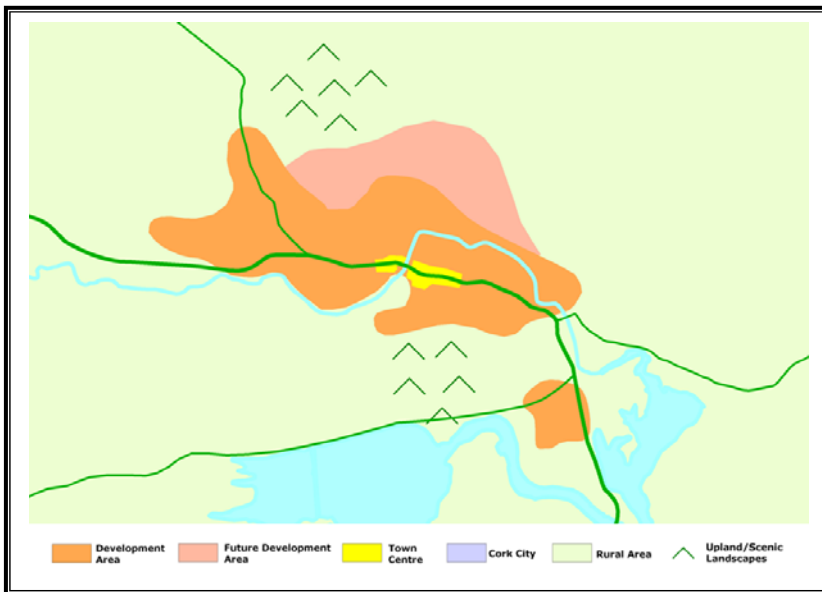 Development
Area
Future Development
Area
Town
Centre
Cork City
Rural Area
Upland/Scenic
Landscapes